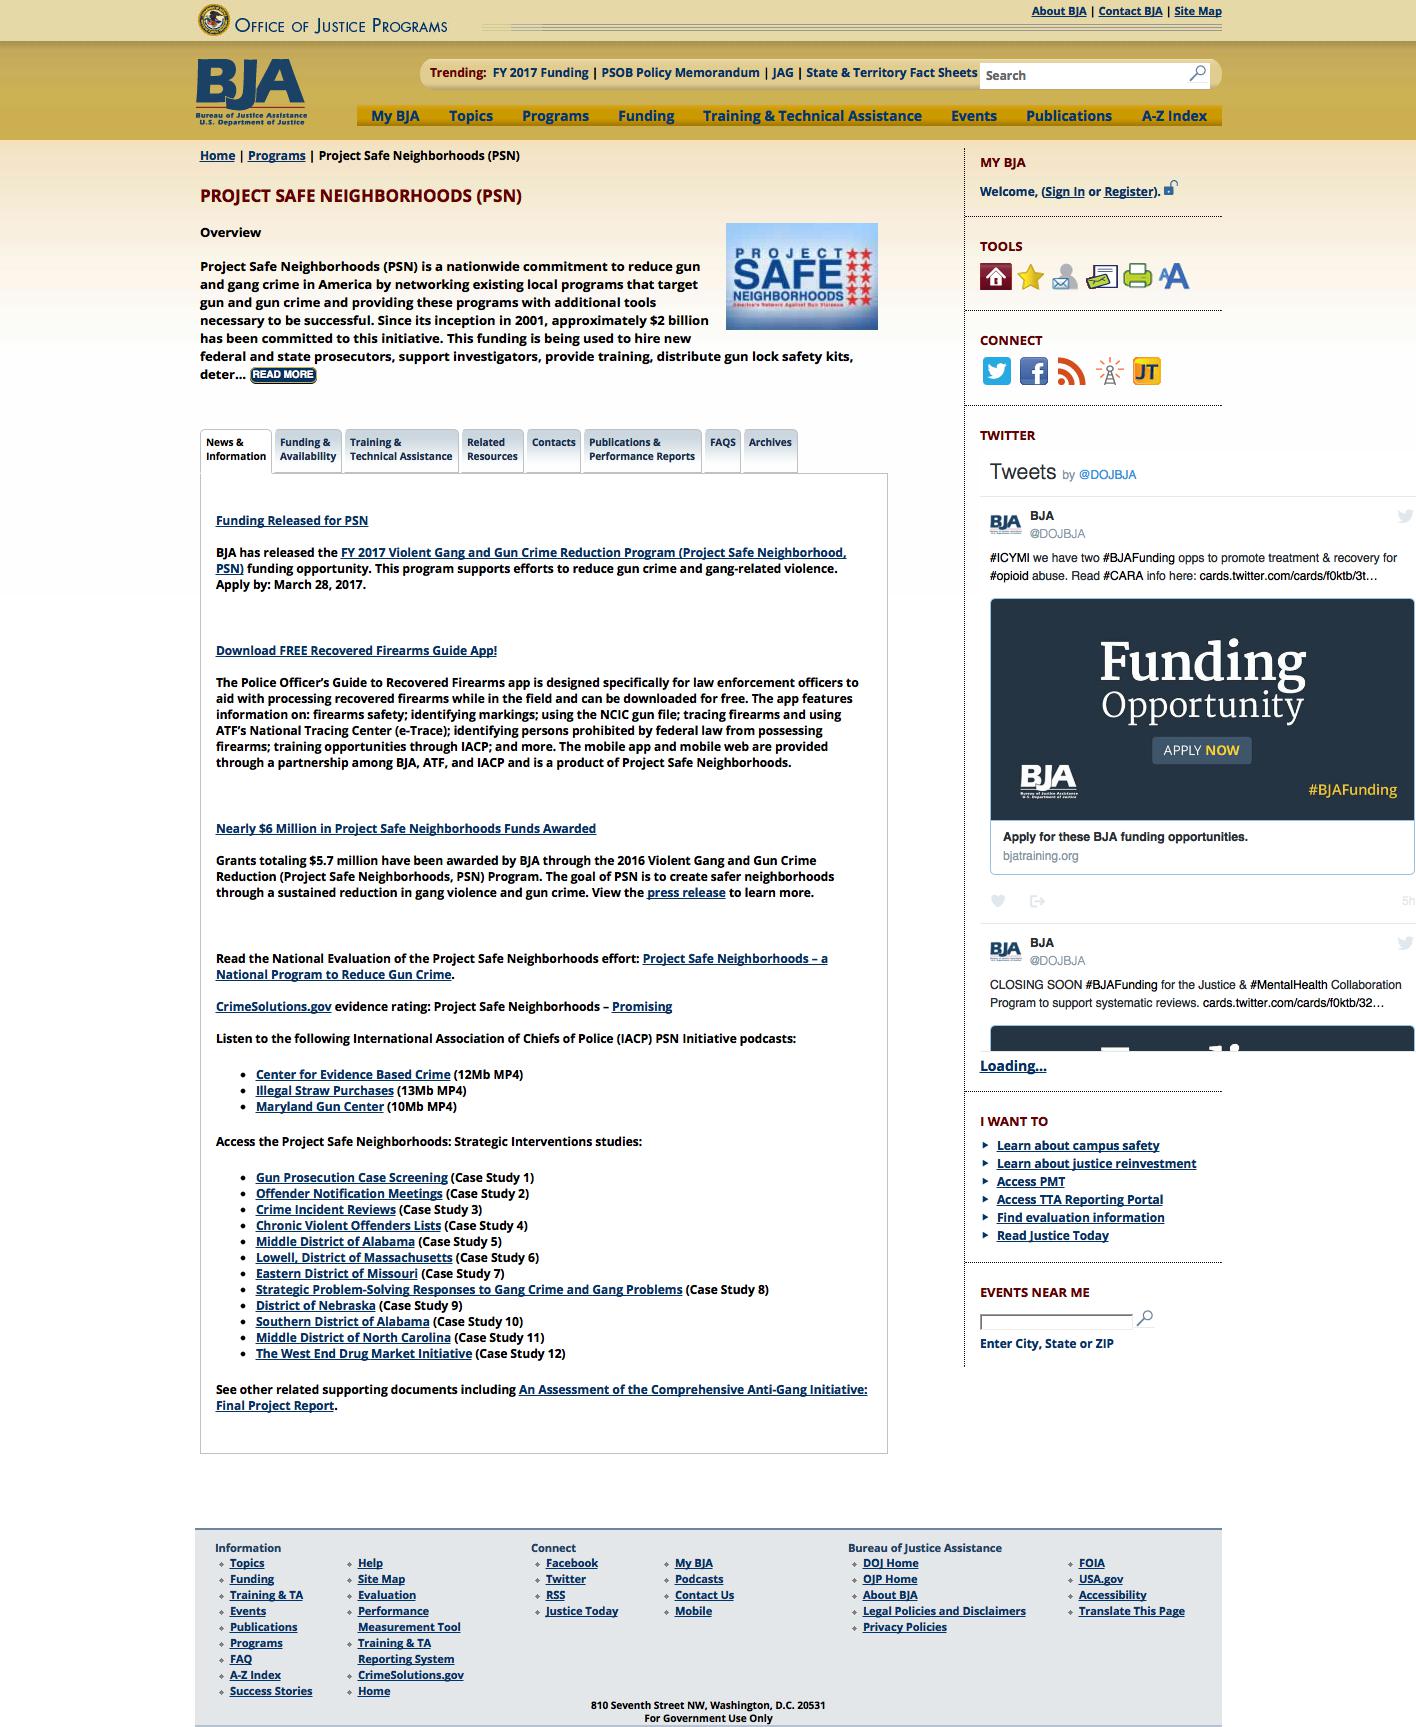 OFFICE OF JUSTICE PROGRAMS
About BJA | Contact BJA | Site Map
BJA
Bureau of Justice Assistance
U.S. Department of Justice
Trending: FY 2017 Funding | PSOB Policy Memorandum | JAG | State & Territory Fact Sheets
Search
My BJA Topics Programs Funding Training & Technical Assistance Events Publications A-Z Index
Home | Programs | Project Safe Neighborhoods (PSN)
PROJECT SAFE NEIGHBORHOODS (PSN)
Overview
Project Safe Neighborhoods (PSN) is a nationwide commitment to reduce gun
and gang crime in America by networking existing local programs that target
gun and gun crime and providing these programs with additional tools
necessary to be successful. Since its inception in 2001, approximately $2 billion
has been committed to this initiative. This funding is being used to hire new
federal and state prosecutors, support investigators, provide training, distribute gun lock safety kits,
deter... READ MORE
PROJECT
SAFE
NEIGHBORHOODS
America's Network Against Gun Violence
News &
Information
Funding &
Availability
Training &
Technical Assistance
Related
Resources
Contacts
Publications &
Performance Reports
FAQS
Archives
Funding Released for PSN
BJA has released the FY 2017 Violent Gang and Gun Crime Reduction Program (Project Safe Neighborhood,
PSN) funding opportunity. This program supports efforts to reduce gun crime and gang-related violence.
Apply by: March 28, 2017.
Download FREE Recovered Firearms Guide App!
The Police Officer's Guide to Recovered Firearms app is designed specifically for law enforcement officers to
aid with processing recovered firearms while in the field and can be downloaded for free. The app features
information on: firearms safety; identifying markings; using the NCIC gun file; tracing firearms and using
ATF's National Tracing Center (e-Trace); identifying persons prohibited by federal law from possessing
firearms; training opportunities through IACP; and more. The mobile app and mobile web are provided
through a partnership among BJA, ATF, and IACP and is a product of Project Safe Neighborhoods.
Nearly $6 Million in Project Safe Neighborhoods Funds Awarded
Grants totaling $5.7 million have been awarded by BJA through the 2016 Violent Gang and Gun Crime
Reduction (Project Safe Neighborhoods, PSN) Program. The goal of PSN is to create safer neighborhoods
through a sustained reduction in gang violence and gun crime. View the press release to learn more.
Read the National Evaluation of the Project Safe Neighborhoods effort: Project Safe Neighborhoods – a
National Program to Reduce Gun Crime.
CrimeSolutions.gov evidence rating: Project Safe Neighborhoods – Promising
Listen to the following International Association of Chiefs of Police (IACP) PSN Initiative podcasts:
Center for Evidence Based Crime (12Mb MP4)
Illegal Straw Purchases (13Mb MP4)
Maryland Gun Center (10Mb MP4)
Access the Project Safe Neighborhoods: Strategic Interventions studies:
Gun Prosecution Case Screening (Case Study 1)
Offender Notification Meetings (Case Study 2)
Crime Incident Reviews (Case Study 3)
Chronic Violent Offenders Lists (Case Study 4)
Middle District of Alabama (Case Study 5)
Lowell, District of Massachusetts (Case Study 6)
Eastern District of Missouri (Case Study 7)
Strategic Problem-Solving Responses to Gang Crime and Gang Problems (Case Study 8)
District of Nebraska (Case Study 9)
Southern District of Alabama (Case Study 10)
Middle District of North Carolina (Case Study 11)
The West End Drug Market Initiative (Case Study 12)
See other related supporting documents including An Assessment of the Comprehensive Anti-Gang Initiative:
Final Project Report.
MY BJA
Welcome, (Sign In or Register).
TOOLS
AA
CONNECT
JT
TWITTER
Tweets by @DOJBJA
BJA
BJA
@DOJBJA
#ICYMI we have two #BJAFunding opps to promote treatment & recovery for
#opioid abuse. Read #CARA info here: cards.twitter.com/cards/f0ktb/3t…
Funding
Opportunity
APPLY NOW
BJA
Bureau of Justice Assistance
U.S. Department of Justice
#BJAFunding
Apply for these BJA funding opportunities.
bjatraining.org
5h
BJA
BJA
@DOJBJA
CLOSING SOON #BJAFunding for the Justice & #MentalHealth Collaboration
Program to support systematic reviews. cards.twitter.com/cards/f0ktb/32…
Loading...
I WANT TO
Learn about campus safety
Learn about justice reinvestment
Access PMT
Access TTA Reporting Portal
Find evaluation information
Read Justice Today
EVENTS NEAR ME
Enter City, State or ZIP
Information
Topics
Funding
Training & TA
Events
Publications
Programs
FAQ
A-Z Index
Success Stories
Help
Site Map
Evaluation
Performance
Measurement Tool
Training & TA
Reporting System
CrimeSolutions.gov
Home
Connect
Facebook
Twitter
RSS
Justice Today
My BJA
Podcasts
Contact Us
Mobile
Bureau of Justice Assistance
DOJ Home
OJP Home
About BJA
Legal Policies and Disclaimers
Privacy Policies
FOIA
USA.gov
Accessibility
Translate This Page
810 Seventh Street NW, Washington, D.C. 20531
For Government Use Only